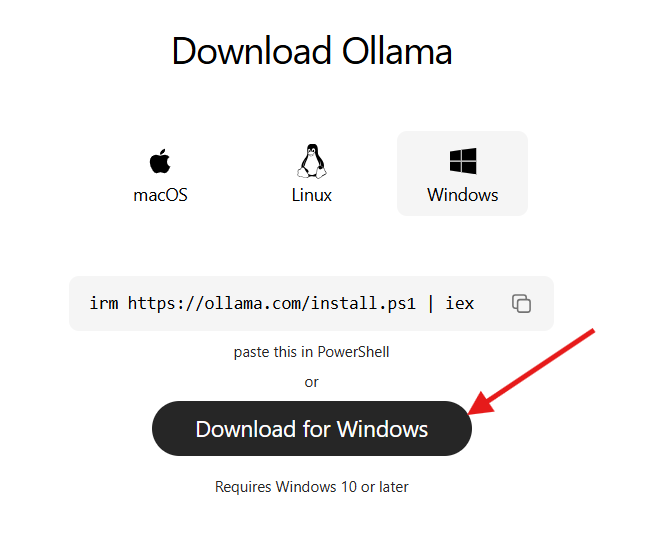 Download Ollama
macOS
Linux
Windows
irm https://ollama.com/install.ps1 | iex
paste this in PowerShell
or
Download for Windows
Requires Windows 10 or later